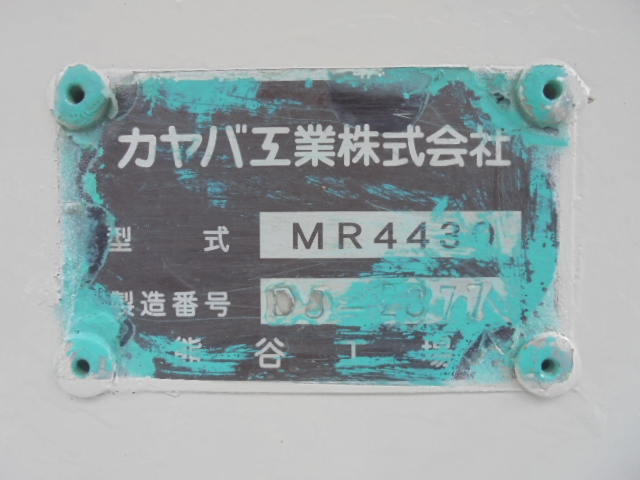 カヤバ工業株式会社
型式 MR4430
製造番号
熊谷工場